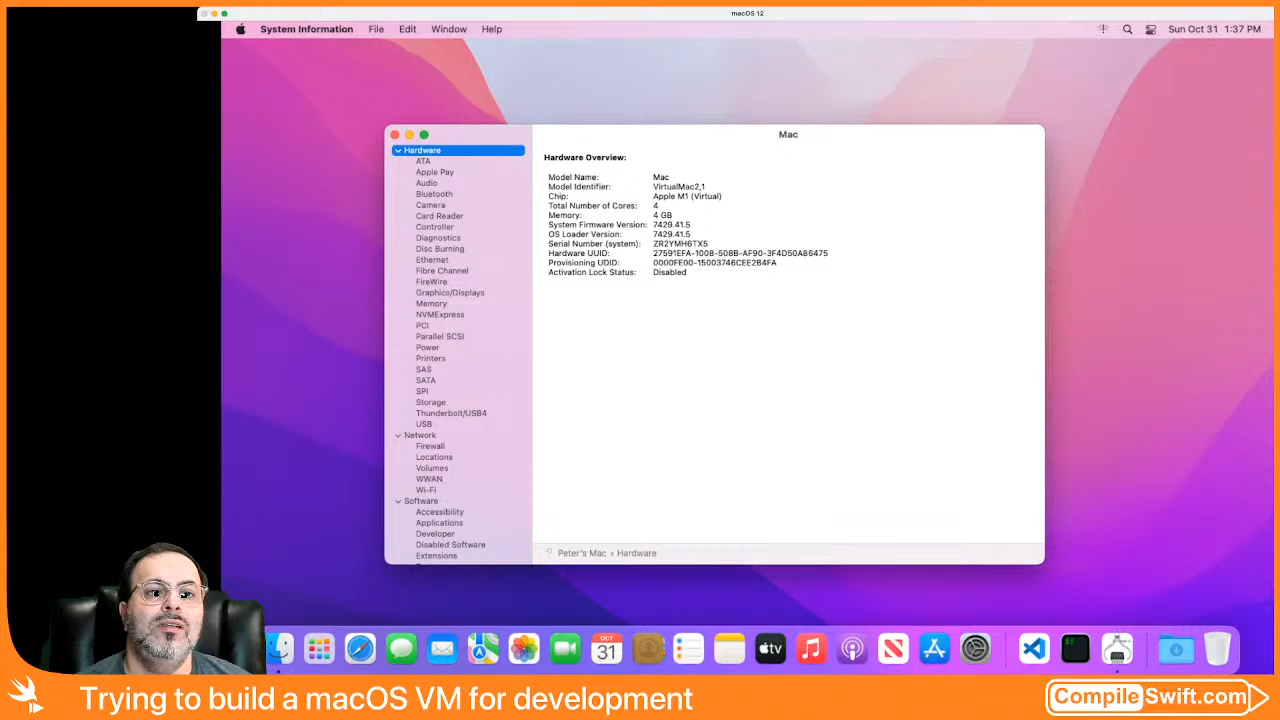 macOS 12
System Information File Edit Window Help
Sun Oct 31 1:37 PM
Mac
Hardware
ATA
Apple Pay
Audio
Bluetooth
Camera
Card Reader
Controller
Diagnostics
Disc Burning
Ethernet
Fibre Channel
FireWire
Graphics/Displays
Memory
NVMExpress
PCI
Parallel SCSI
Power
Printers
SAS
SATA
SPI
Storage
Thunderbolt/USB4
USB
Network
Firewall
Locations
Volumes
WWAN
Wi-Fi
Software
Accessibility
Applications
Developer
Disabled Software
Extensions
Hardware Overview:
Model Name: Mac
Model Identifier: VirtualMac2,1
Chip: Apple M1 (Virtual)
Total Number of Cores: 4
Memory: 4 GB
System Firmware Version: 7429.41.5
OS Loader Version: 7429.41.5
Serial Number (system): ZR2YMH6TX5
Hardware UUID: 27591EFA-1008-508B-AF90-3F4D50A86475
Provisioning UDID: 0000FE00-15003746CEE2B4FA
Activation Lock Status: Disabled
Peter's Mac › Hardware
OCT
31
tv
Trying to build a macOS VM for development
CompileSwift.com